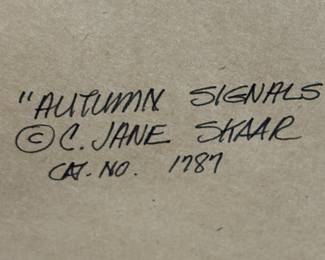 "AUTUMN SIGNALS
© C. JANE SKAAR
CAT. NO. 1787